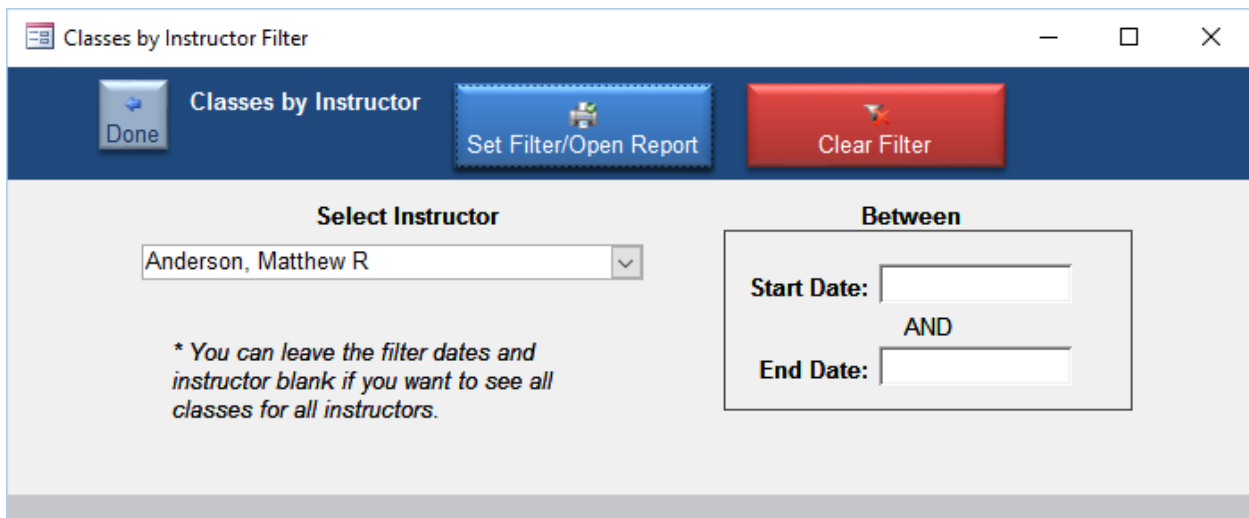 Classes by Instructor Filter
Done
Classes by Instructor
Set Filter/Open Report
Clear Filter
Select Instructor
Anderson, Matthew R
* You can leave the filter dates and
instructor blank if you want to see all
classes for all instructors.
Between
Start Date:
AND
End Date: